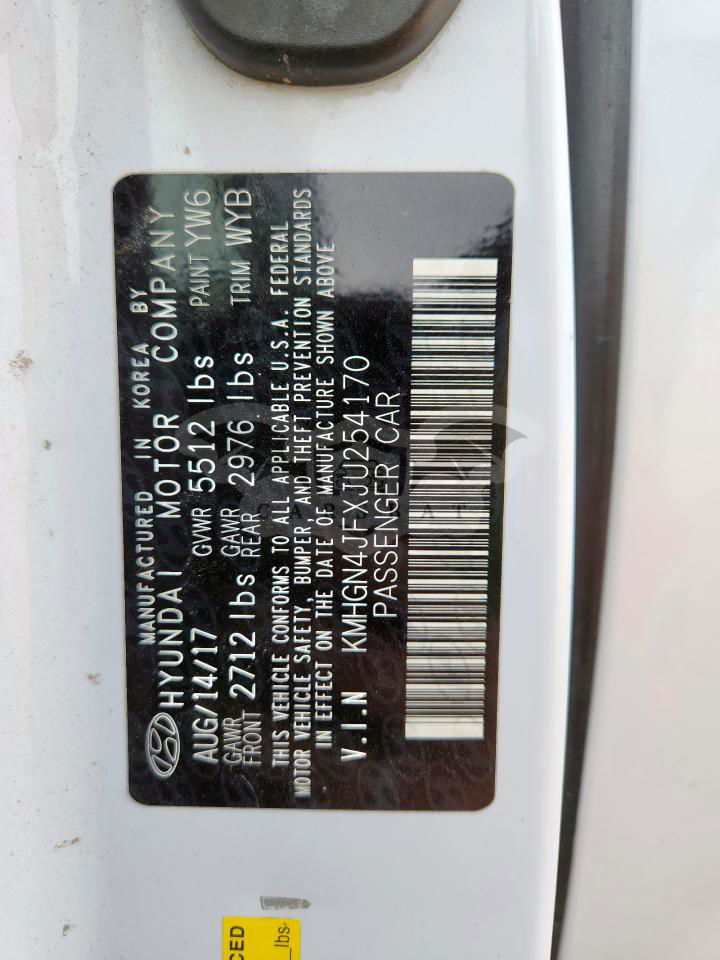 MANUFACTURED IN KOREA BY
HYUNDAI MOTOR COMPANY
AUG/14/17 GVWR 5512 lbs PAINT YW6
GAWR FRONT 2712 lbs GAWR REAR 2976 lbs TRIM WYB
THIS VEHICLE CONFORMS TO ALL APPLICABLE U.S.A. FEDERAL
MOTOR VEHICLE SAFETY, BUMPER, AND THEFT PREVENTION STANDARDS
IN EFFECT ON THE DATE OF MANUFACTURE SHOWN ABOVE
V.I.N KMHGN4JFXJU254170
PASSENGER CAR
CED
lbs